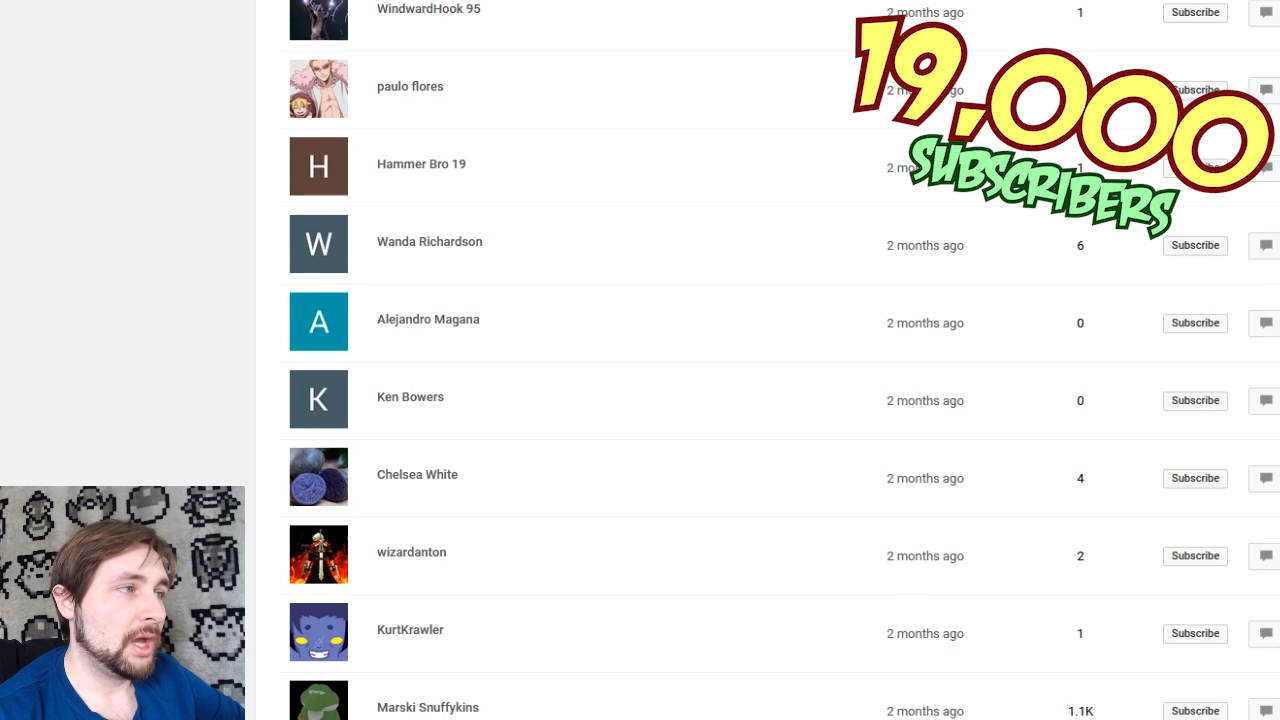 WindwardHook 95 2 months ago 1 Subscribe
19,000
SUBSCRIBERS
paulo flores ago
Hammer Bro 19 2 1
H
W Wanda Richardson 2 months ago 6 Subscribe
A Alejandro Magana 2 months ago 0 Subscribe
K Ken Bowers 2 months ago 0 Subscribe
Chelsea White 2 months ago 4 Subscribe
wizardanton 2 months ago 2 Subscribe
KurtKrawler 2 months ago 1 Subscribe
Marski Snuffykins 2 months ago 1.1K Subscribe